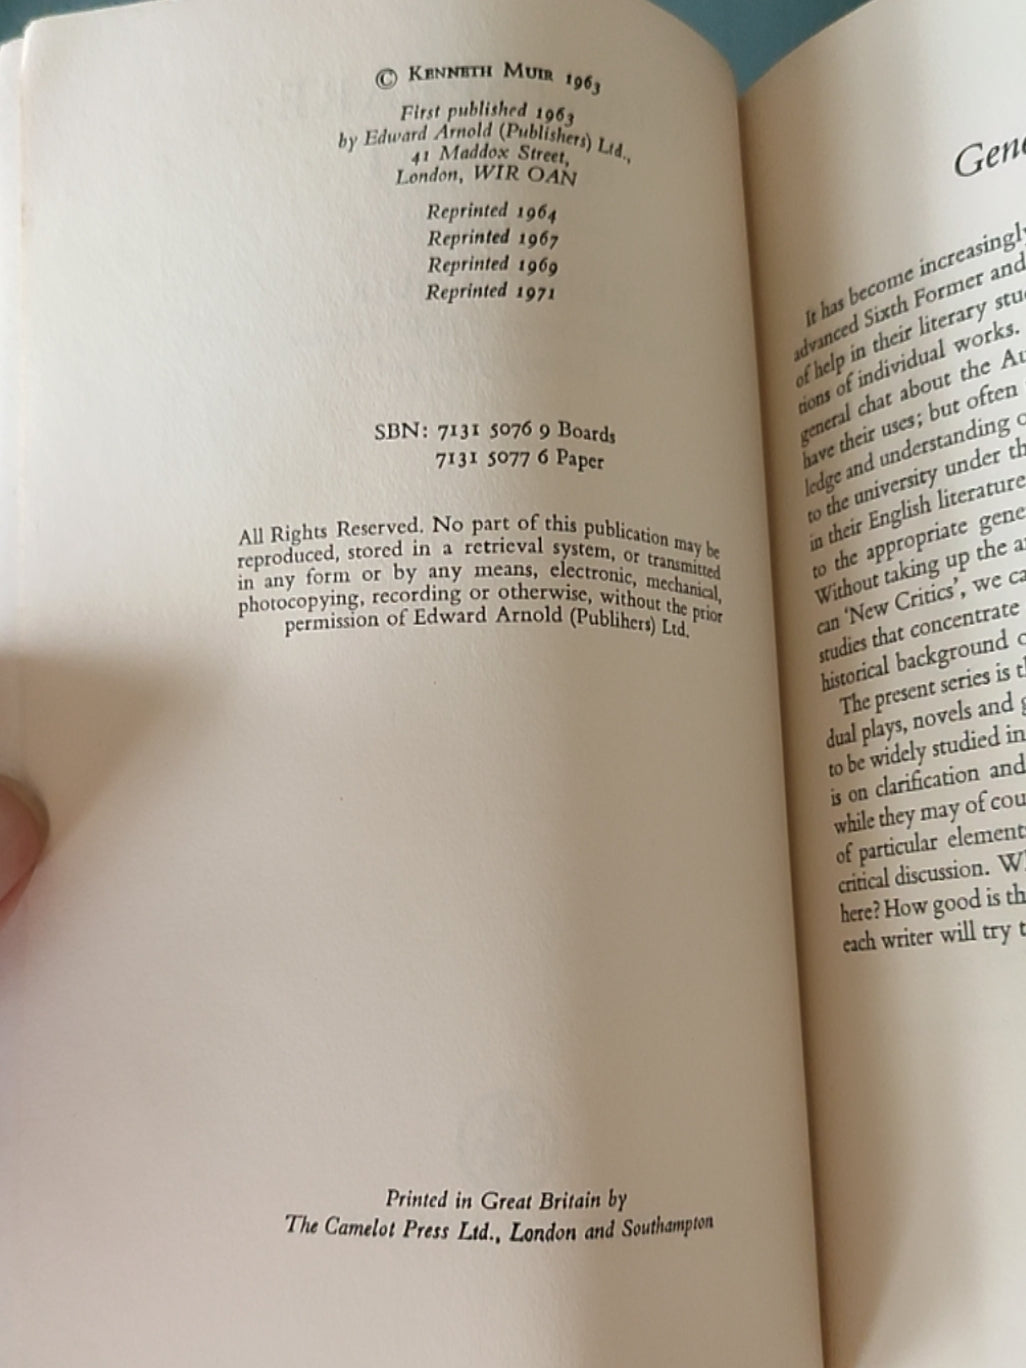 © KENNETH MUIR 1963
First published 1963
by Edward Arnold (Publishers) Ltd.,
41 Maddox Street,
London, WIR OAN
Reprinted 1964
Reprinted 1967
Reprinted 1969
Reprinted 1971
SBN: 7131 5076 9 Boards
7131 5077 6 Paper
All Rights Reserved. No part of this publication may be
reproduced, stored in a retrieval system, or transmitted
in any form or by any means, electronic, mechanical,
photocopying, recording or otherwise, without the prior
permission of Edward Arnold (Publihers) Ltd.
Printed in Great Britain by
The Camelot Press Ltd., London and Southampton
Gene
It has become increasingly
advanced Sixth Former and
of help in their literary stu
tions of individual works.
general chat about the Au
have their uses; but often
ledge and understanding o
to the university under th
in their English literature
to the appropriate gene
Without taking up the a
can 'New Critics', we ca
studies that concentrate
historical background o
The present series is t
dual plays, novels and g
to be widely studied in
is on clarification and
while they may of cou
of particular element
critical discussion. W
here? How good is th
each writer will try t